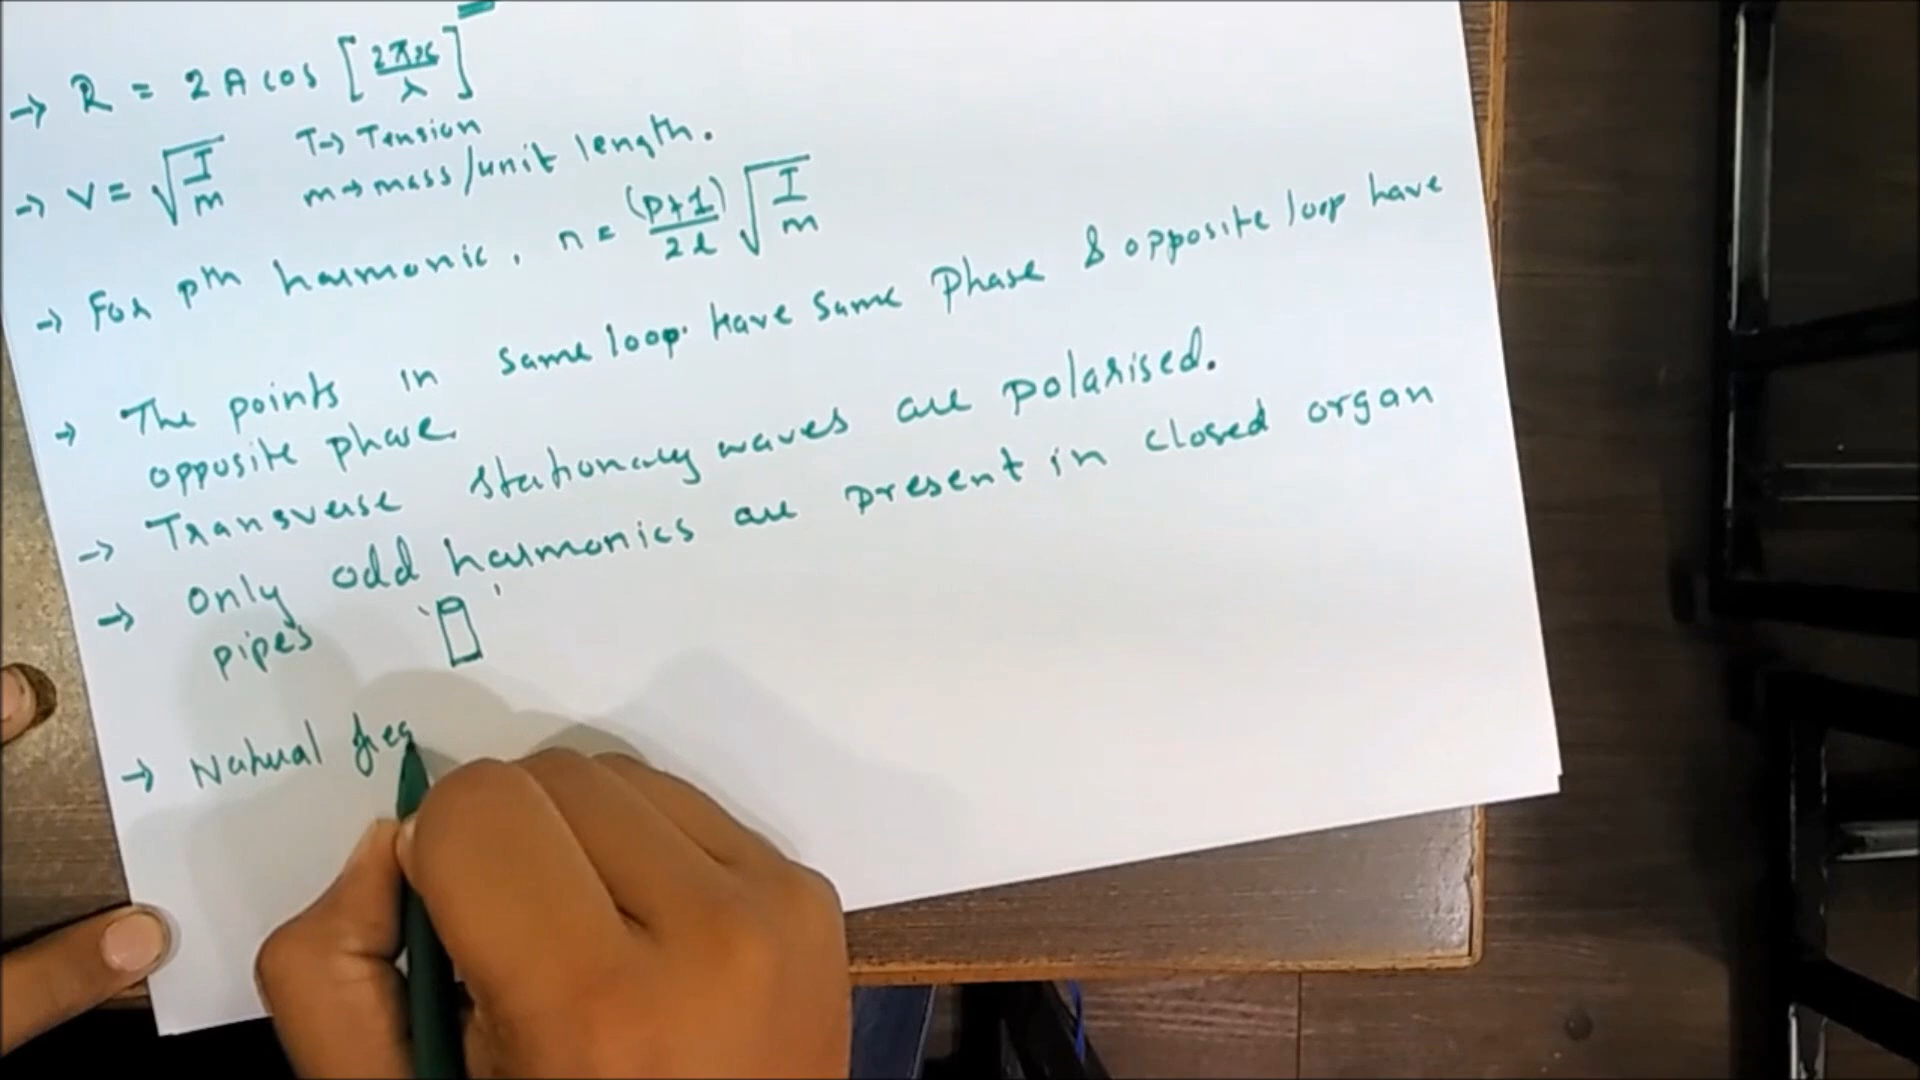 → R = 2 A cos [2πx/λ]
→ V = √T/m T→ Tension
m→mass/unit length.
→ For pth harmonic, n = (p+1)/2l √T/m
→ The points in same loop. Have same Phase & opposite loop have
opposite phase.
→ Transverse stationary waves are polarised.
→ Only odd harmonics are present in closed organ
pipes
→ Natural freq